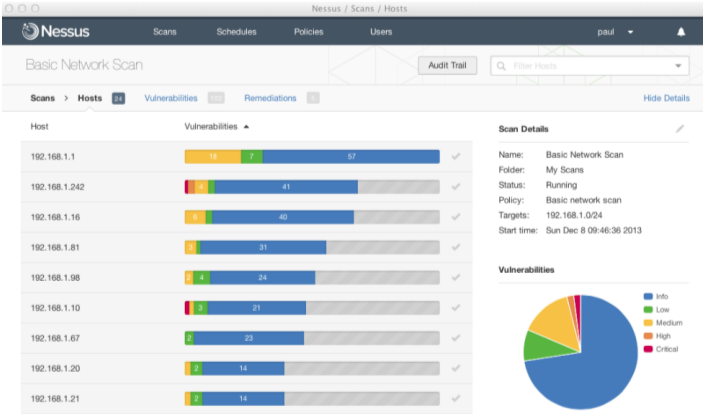 Nessus / Scans / Hosts
Nessus Scans Schedules Policies Users paul
Basic Network Scan Audit Trail Filter Hosts
Scans > Hosts 24 Vulnerabilities Remediations Hide Details
Host Vulnerabilities
192.168.1.1 18 7 57
192.168.1.242 4 41
192.168.1.16 6 40
192.168.1.81 3 31
192.168.1.98 2 4 24
192.168.1.10 3 21
192.168.1.67 2 23
192.168.1.20 2 14
192.168.1.21 2 14
Scan Details
Name: Basic Network Scan
Folder: My Scans
Status: Running
Policy: Basic network scan
Targets: 192.168.1.0/24
Start time: Sun Dec 8 09:46:36 2013
Vulnerabilities
Info
Low
Medium
High
Critical